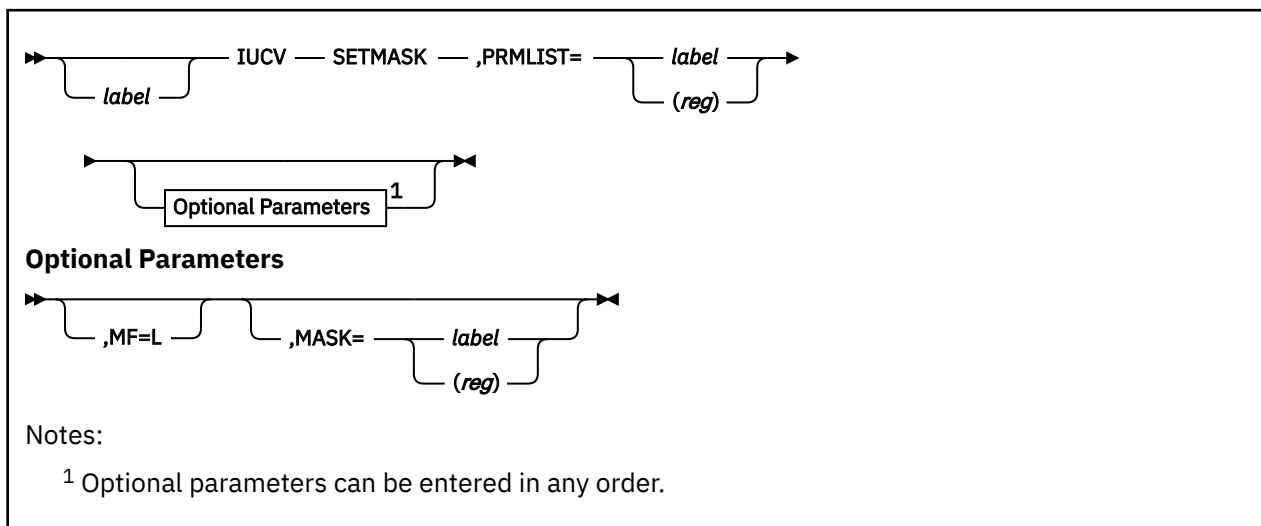 IUCV SETMASK ,PRMLIST= label
label (reg)
Optional Parameters 1
Optional Parameters
,MF=L ,MASK= label
(reg)
Notes:
1 Optional parameters can be entered in any order.